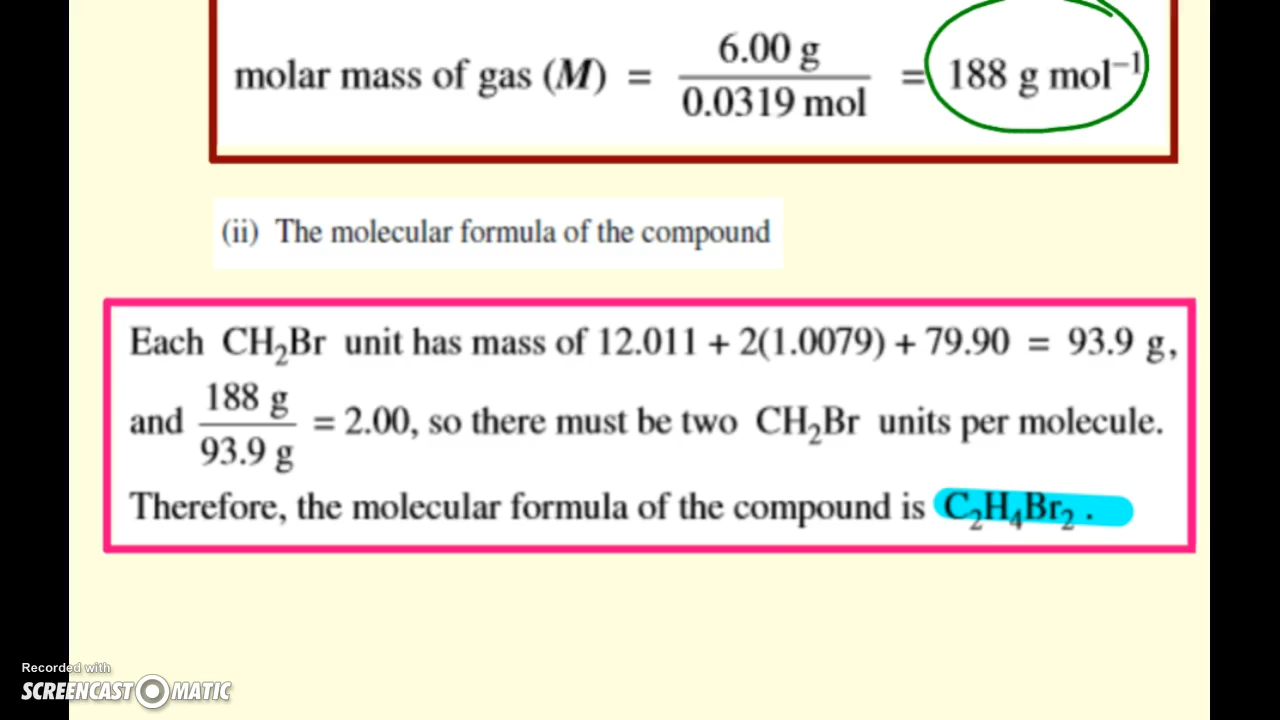 molar mass of gas (M) = 6.00 g / 0.0319 mol = 188 g mol⁻¹
(ii) The molecular formula of the compound
Each CH₂Br unit has mass of 12.011 + 2(1.0079) + 79.90 = 93.9 g,
and 188 g / 93.9 g = 2.00, so there must be two CH₂Br units per molecule.
Therefore, the molecular formula of the compound is C₂H₄Br₂ .
Recorded with
SCREENCAST-O-MATIC